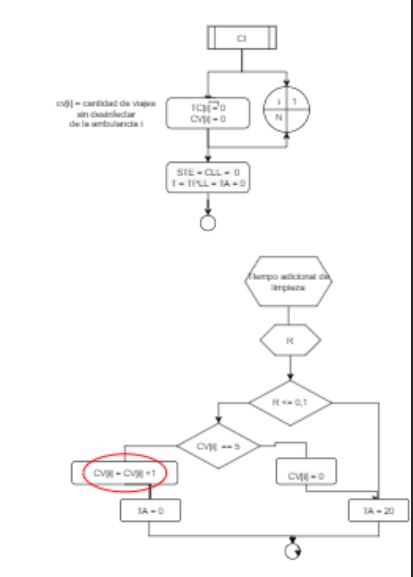 CI
TC[i] = 0
CV[i] = 0
i
1
N
cv[i] = cantidad de viajes
sin desinfectar
de la ambulancia i
STE = CLL = 0
T = TPLL = TA = 0
Tiempo adicional de
limpieza
R
R <= 0,1
CV[i] == 5
CV[i] = CV[i] +1
CV[i] = 0
TA = 0
TA = 20